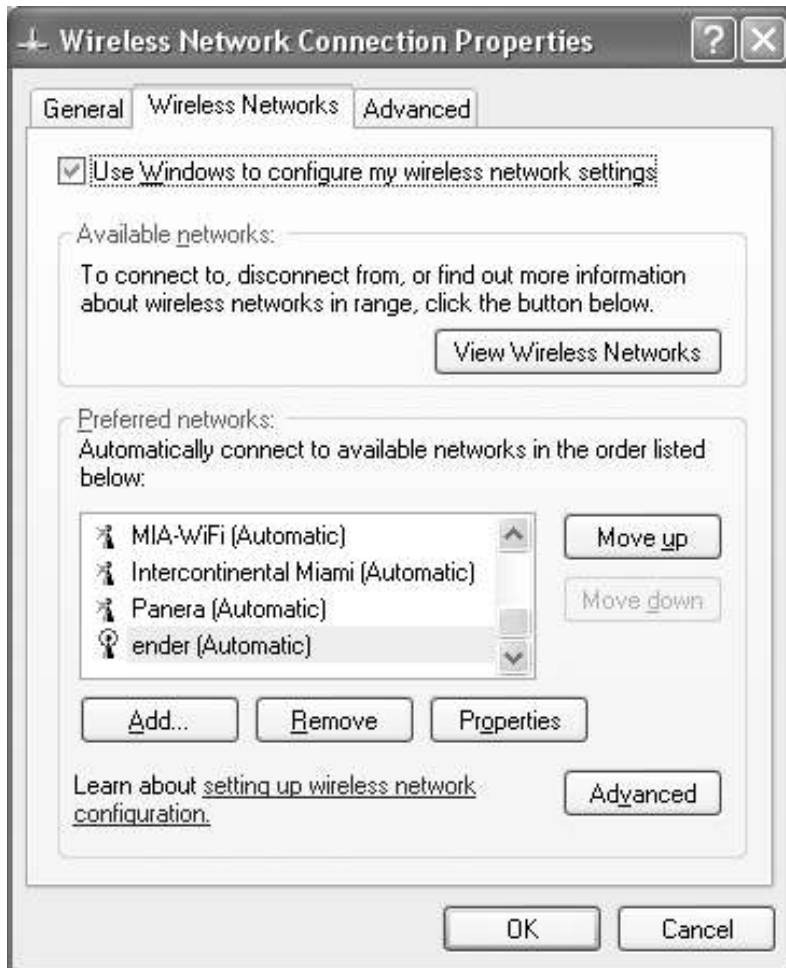 Wireless Network Connection Properties
General Wireless Networks Advanced
Use Windows to configure my wireless network settings
Available networks:
To connect to, disconnect from, or find out more information
about wireless networks in range, click the button below.
View Wireless Networks
Preferred networks:
Automatically connect to available networks in the order listed
below:
MIA-WiFi (Automatic)
Intercontinental Miami (Automatic)
Panera (Automatic)
ender (Automatic)
Move up
Move down
Add... Remove Properties
Learn about setting up wireless network
configuration.
Advanced
OK Cancel